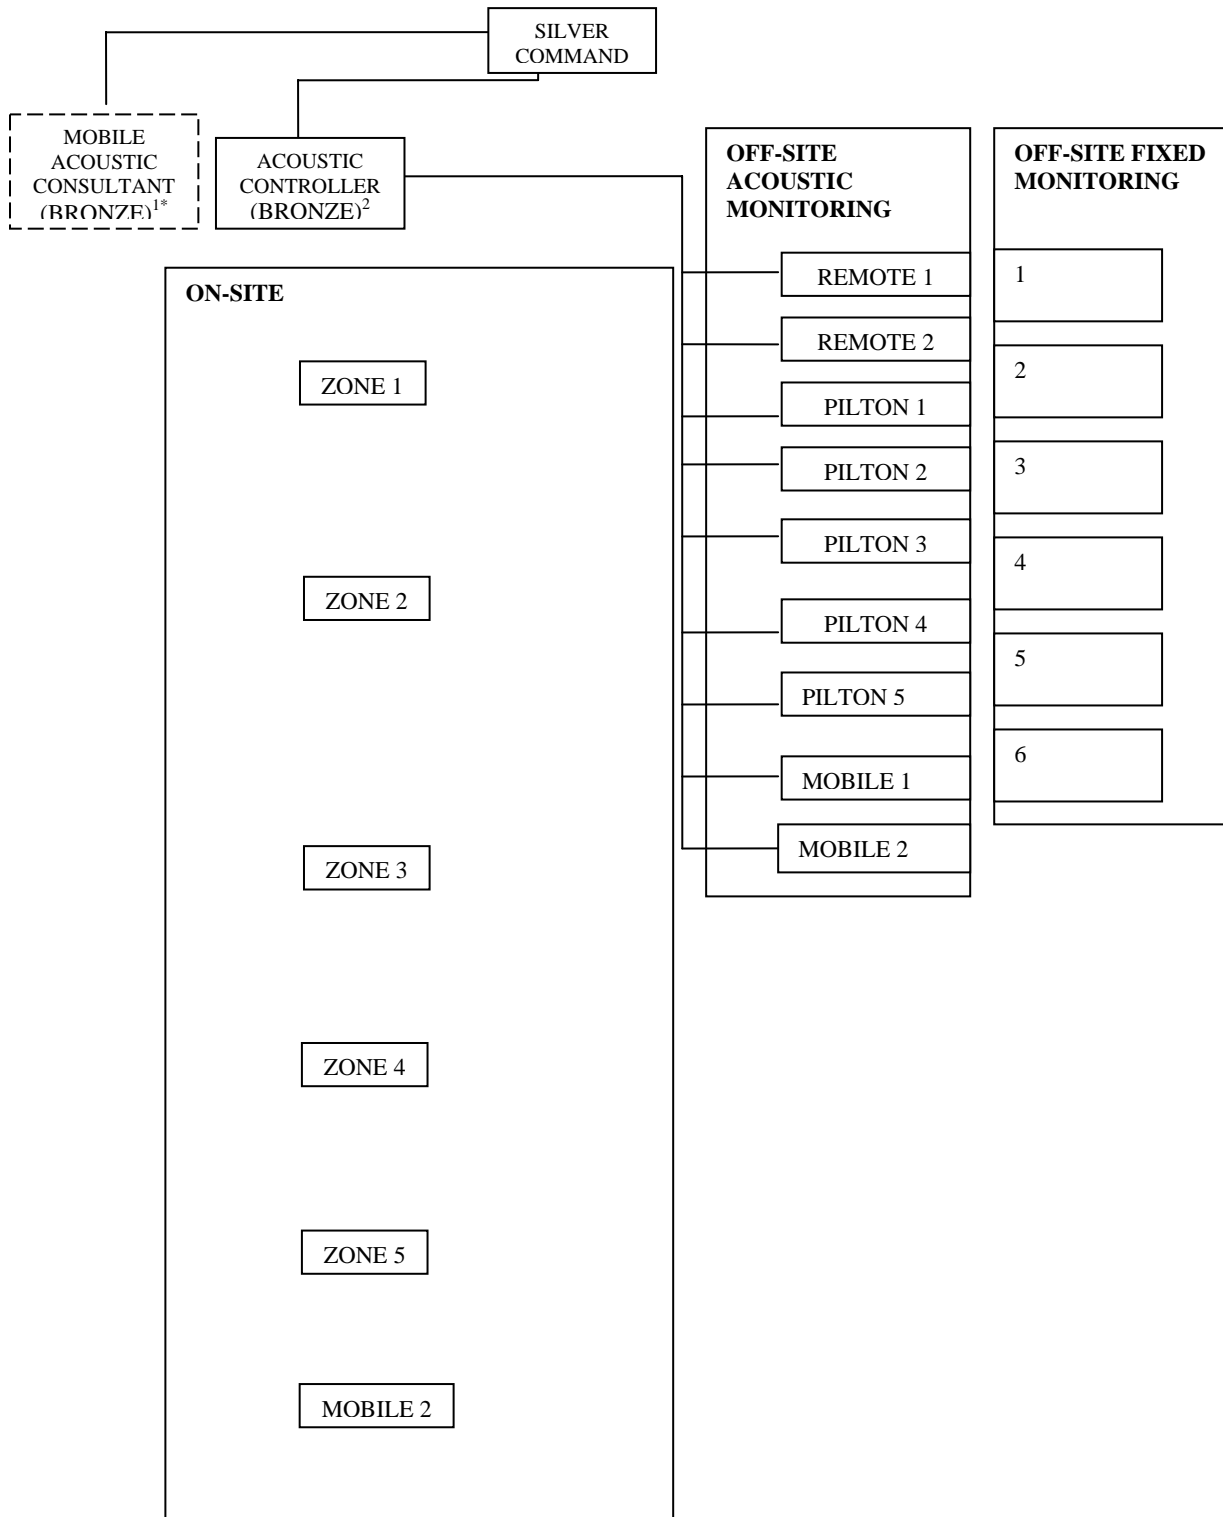 SILVER
COMMAND
MOBILE
ACOUSTIC
CONSULTANT
(BRONZE)1*
ACOUSTIC
CONTROLLER
(BRONZE)2
OFF-SITE
ACOUSTIC
MONITORING
REMOTE 1
REMOTE 2
PILTON 1
PILTON 2
PILTON 3
PILTON 4
PILTON 5
MOBILE 1
MOBILE 2
OFF-SITE FIXED
MONITORING
1
2
3
4
5
6
ON-SITE
ZONE 1
ZONE 2
ZONE 3
ZONE 4
ZONE 5
MOBILE 2